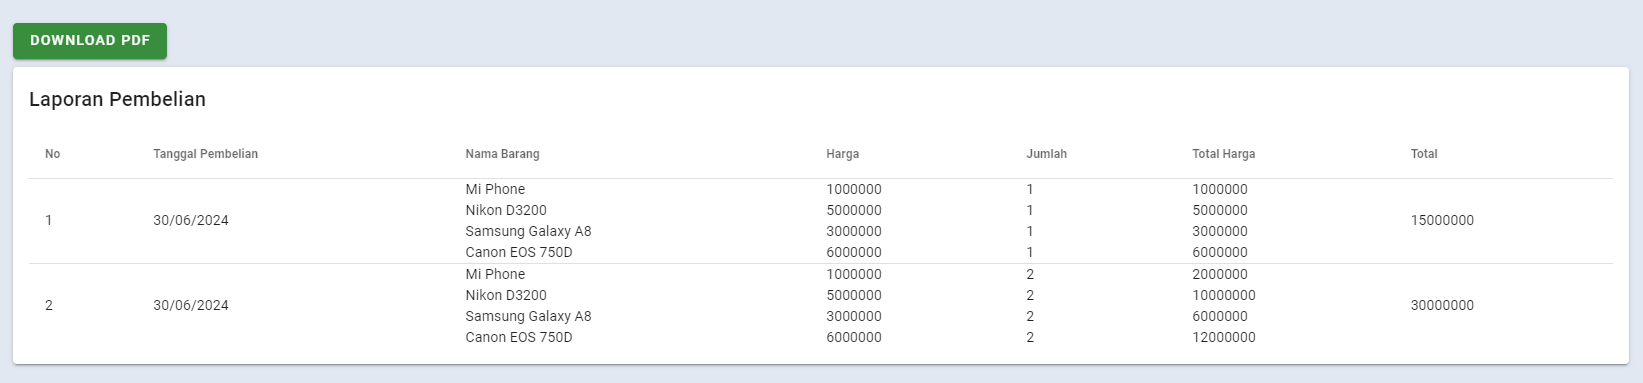 DOWNLOAD PDF
Laporan Pembelian
No Tanggal Pembelian Nama Barang Harga Jumlah Total Harga Total
Mi Phone 1000000 1 1000000
Nikon D3200 5000000 1 5000000
1 30/06/2024 15000000
Samsung Galaxy A8 3000000 1 3000000
Canon EOS 750D 6000000 1 6000000
Mi Phone 1000000 2 2000000
Nikon D3200 5000000 2 10000000
2 30/06/2024 30000000
Samsung Galaxy A8 3000000 2 6000000
Canon EOS 750D 6000000 2 12000000